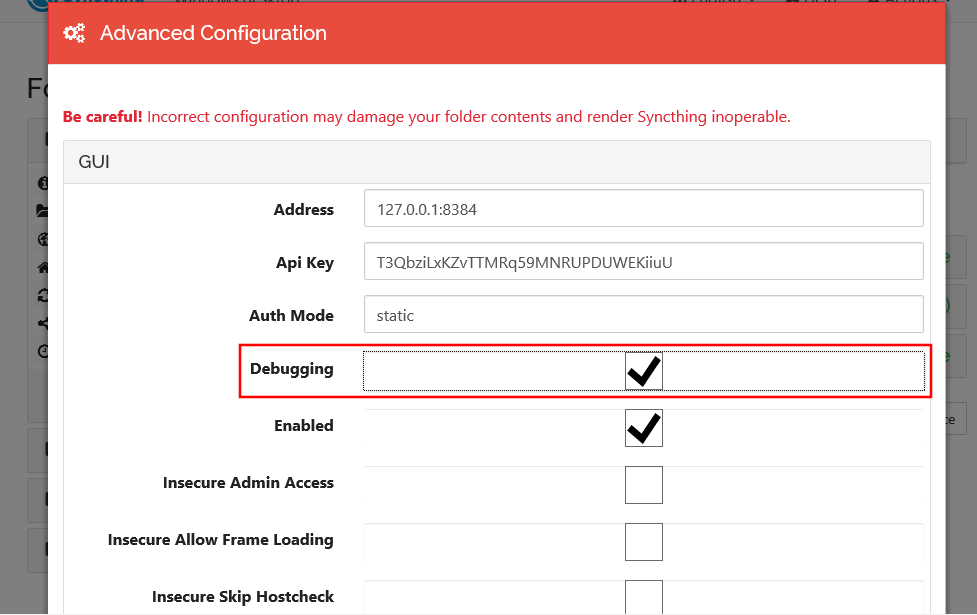 Advanced Configuration
Be careful! Incorrect configuration may damage your folder contents and render Syncthing inoperable.
GUI
Address 127.0.0.1:8384
Api Key T3QbziLxKZvTTMRq59MNRUPDUWEKiiuU
Auth Mode static
Debugging
Enabled
Insecure Admin Access
Insecure Allow Frame Loading
Insecure Skip Hostcheck